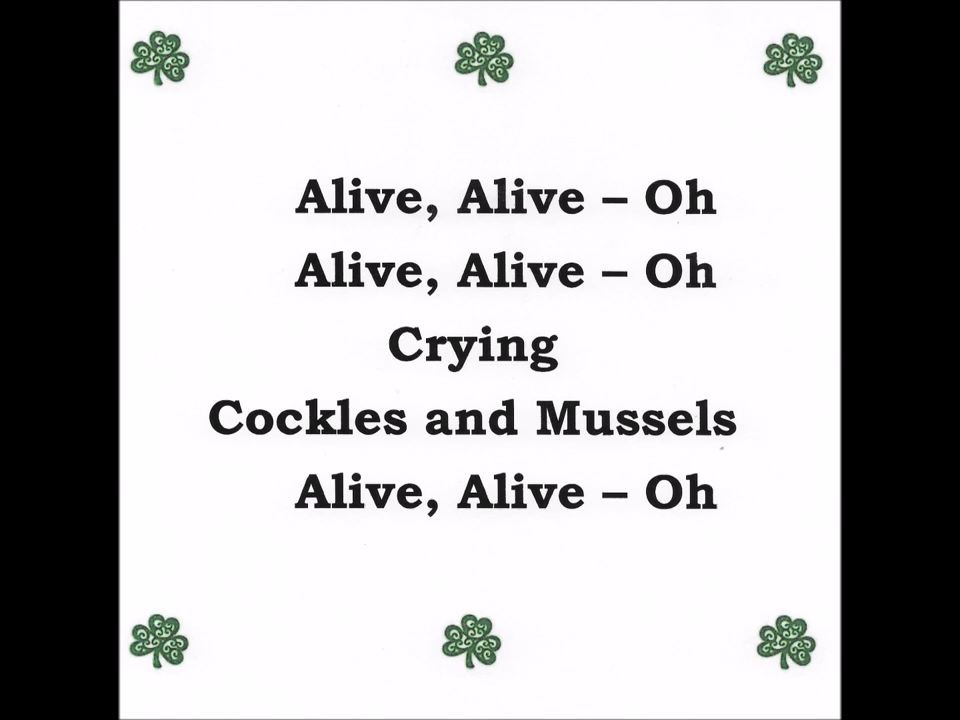 Alive, Alive – Oh
Alive, Alive – Oh
Crying
Cockles and Mussels
Alive, Alive – Oh